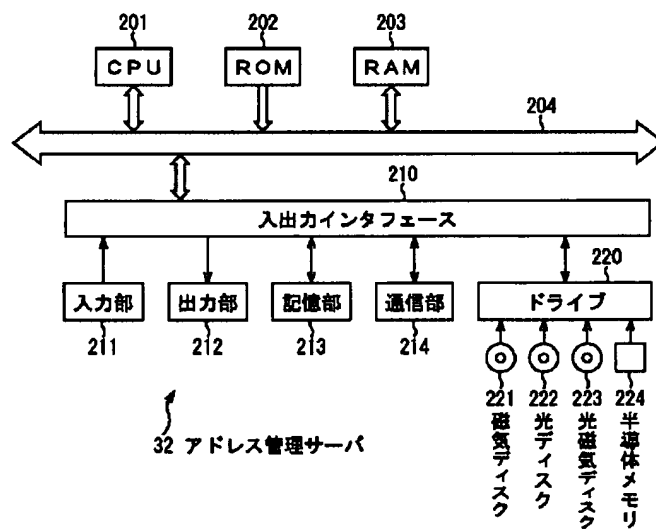 201
202
203
CPU
ROM
RAM
204
210
入出力インタフェース
220
入力部
出力部
記憶部
通信部
ドライブ
211
212
213
214
221
222
223
224
磁気ディスク
光ディスク
光磁気ディスク
半導体メモリ
32 アドレス管理サーバ